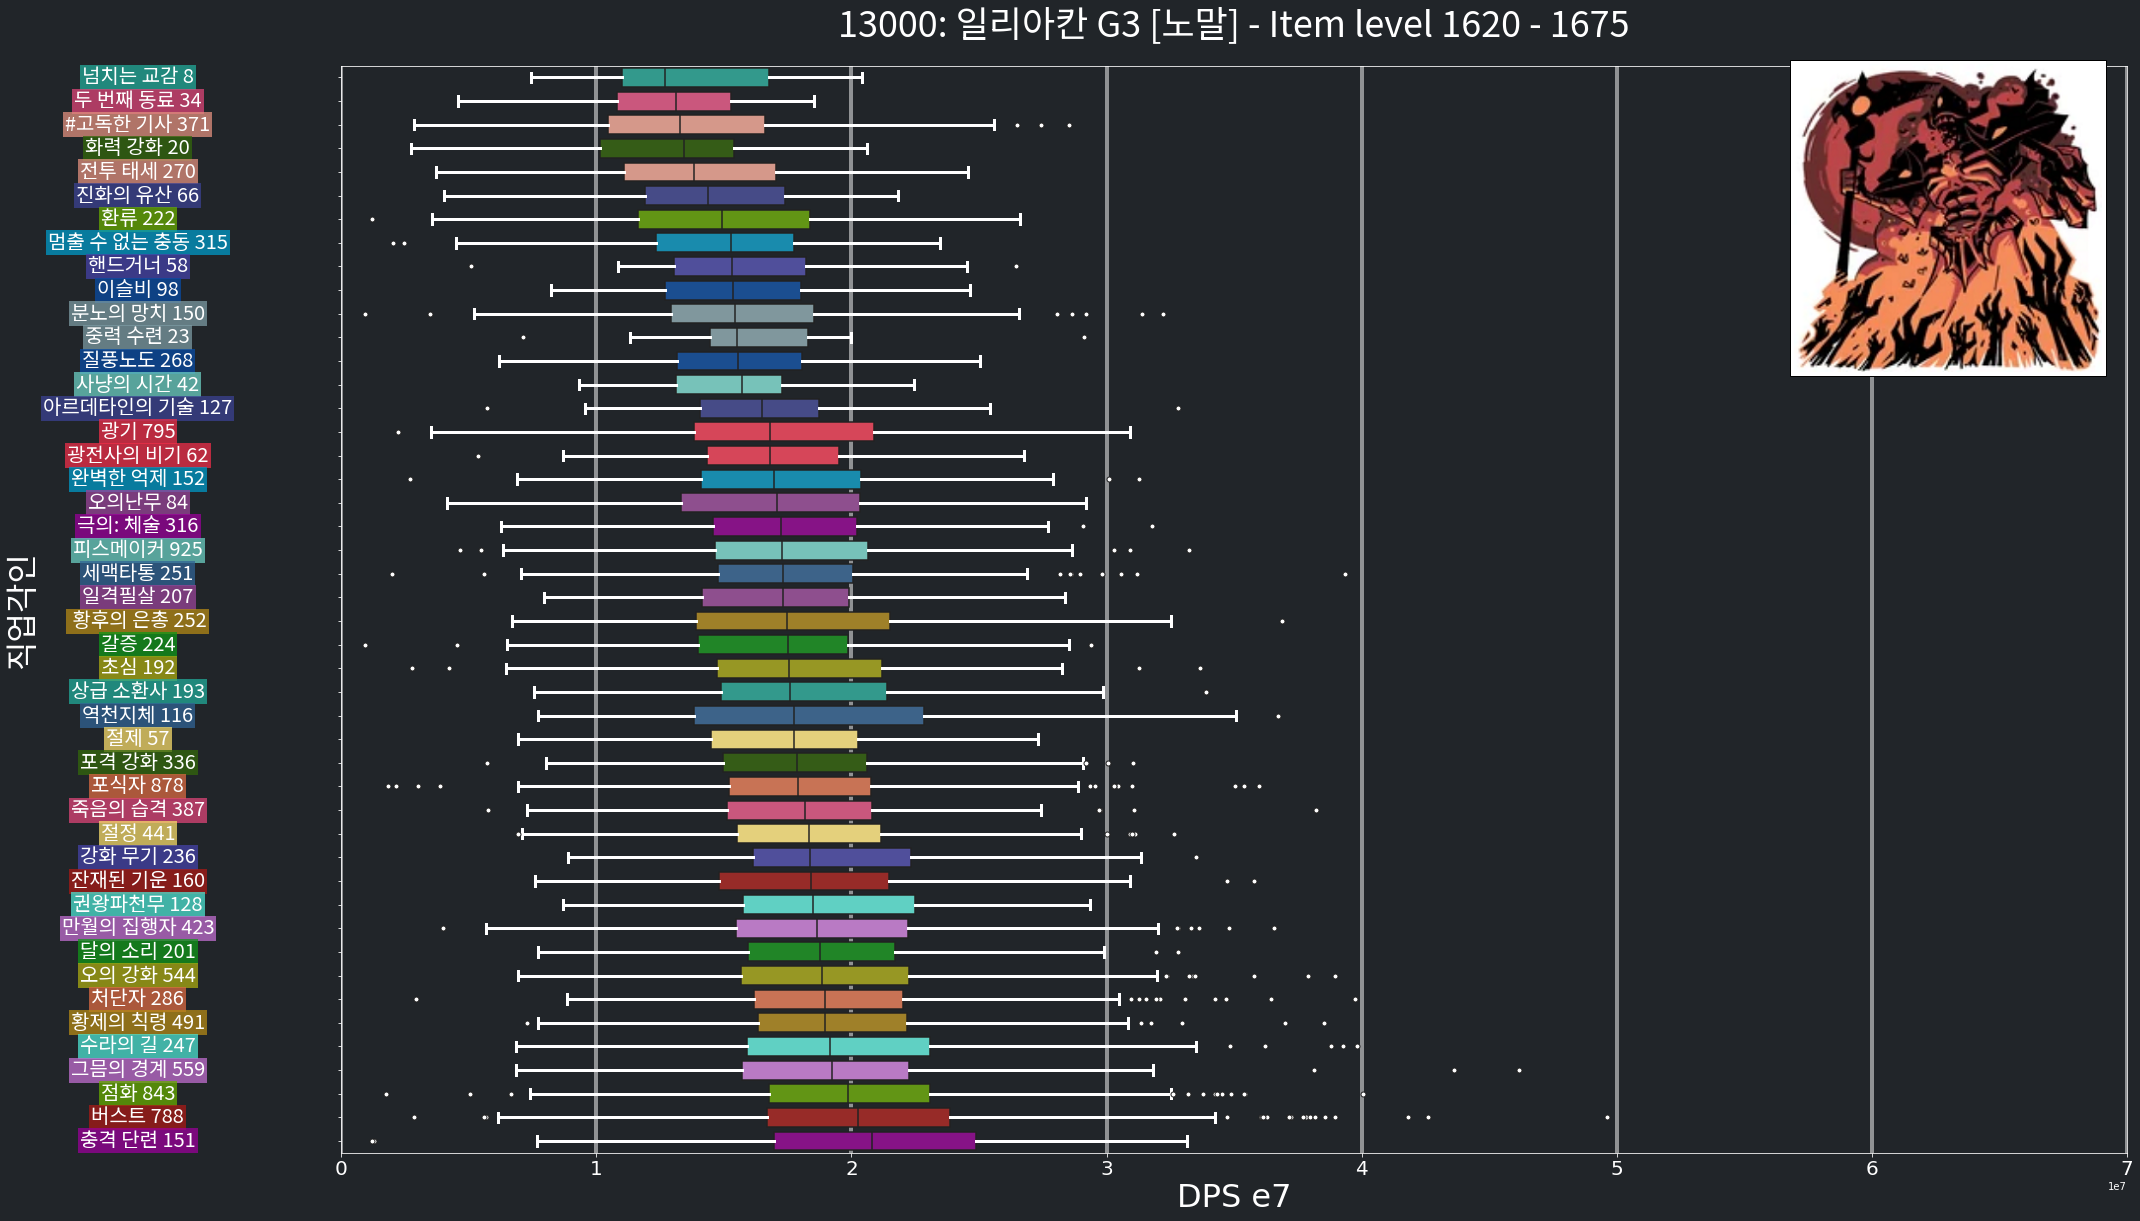 13000: 일리아칸 G3 [노말] - Item level 1620 - 1675
넘치는 교감 8
두 번째 동료 34
#고독한 기사 371
화력 강화 20
전투 태세 270
진화의 유산 66
환류 222
멈출 수 없는 충동 315
핸드거너 58
이슬비 98
분노의 망치 150
중력 수련 23
질풍노도 268
사냥의 시간 42
아르데타인의 기술 127
광기 795
광전사의 비기 62
완벽한 억제 152
오의난무 84
극의: 체술 316
피스메이커 925
세맥타통 251
일격필살 207
황후의 은총 252
갈증 224
초심 192
상급 소환사 193
역천지체 116
절제 57
포격 강화 336
포식자 878
죽음의 습격 387
절정 441
강화 무기 236
잔재된 기운 160
권왕파천무 128
만월의 집행자 423
달의 소리 201
오의 강화 544
처단자 286
황제의 칙령 491
수라의 길 247
그믐의 경계 559
점화 843
버스트 788
충격 단련 151
직업각인
0 1 2 3 4 5 6 7
1e7
DPS e7